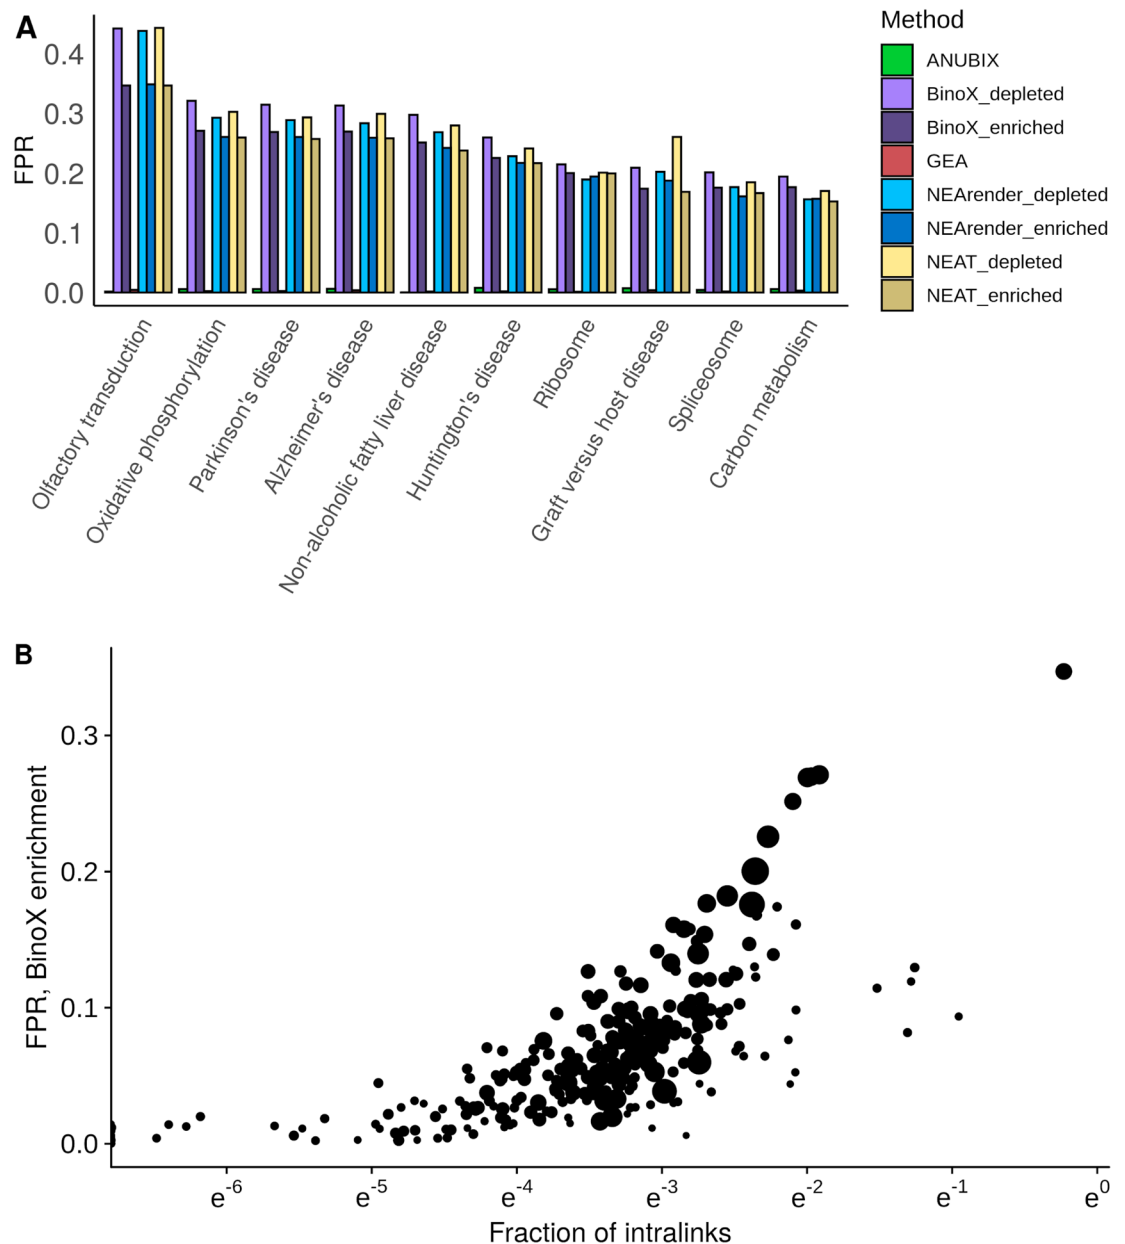 A
FPR
0.4
0.3
0.2
0.1
0.0
Olfactory transduction
Oxidative phosphorylation
Parkinson's disease
Alzheimer's disease
Non-alcoholic fatty liver disease
Huntington's disease
Ribosome
Graft versus host disease
Spliceosome
Carbon metabolism
Method
ANUBIX
BinoX_depleted
BinoX_enriched
GEA
NEArender_depleted
NEArender_enriched
NEAT_depleted
NEAT_enriched
B
FPR, BinoX enrichment
0.3
0.2
0.1
0.0
e-6 e-5 e-4 e-3 e-2 e-1 e0
Fraction of intralinks